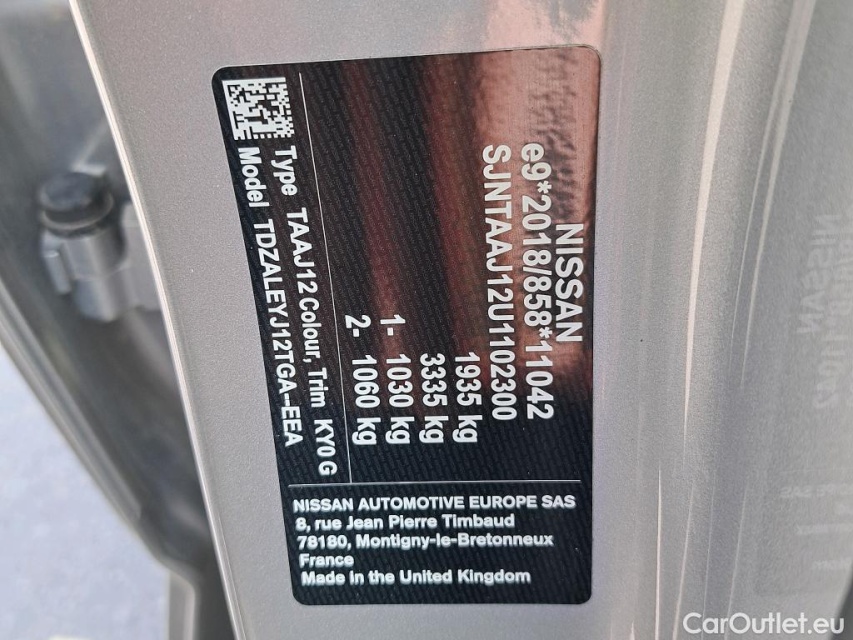 NISSAN
e9*2018/858*11042
SJNTAAJ12U1102300
1935 kg
3335 kg
1- 1030 kg
2- 1060 kg
Type TAAJ12 Colour, Trim KY0 G
Model TDZALEYJ12TGA--EEA
NISSAN AUTOMOTIVE EUROPE SAS
8, rue Jean Pierre Timbaud
78180, Montigny-le-Bretonneux
France
Made in the United Kingdom
CarOutlet.eu